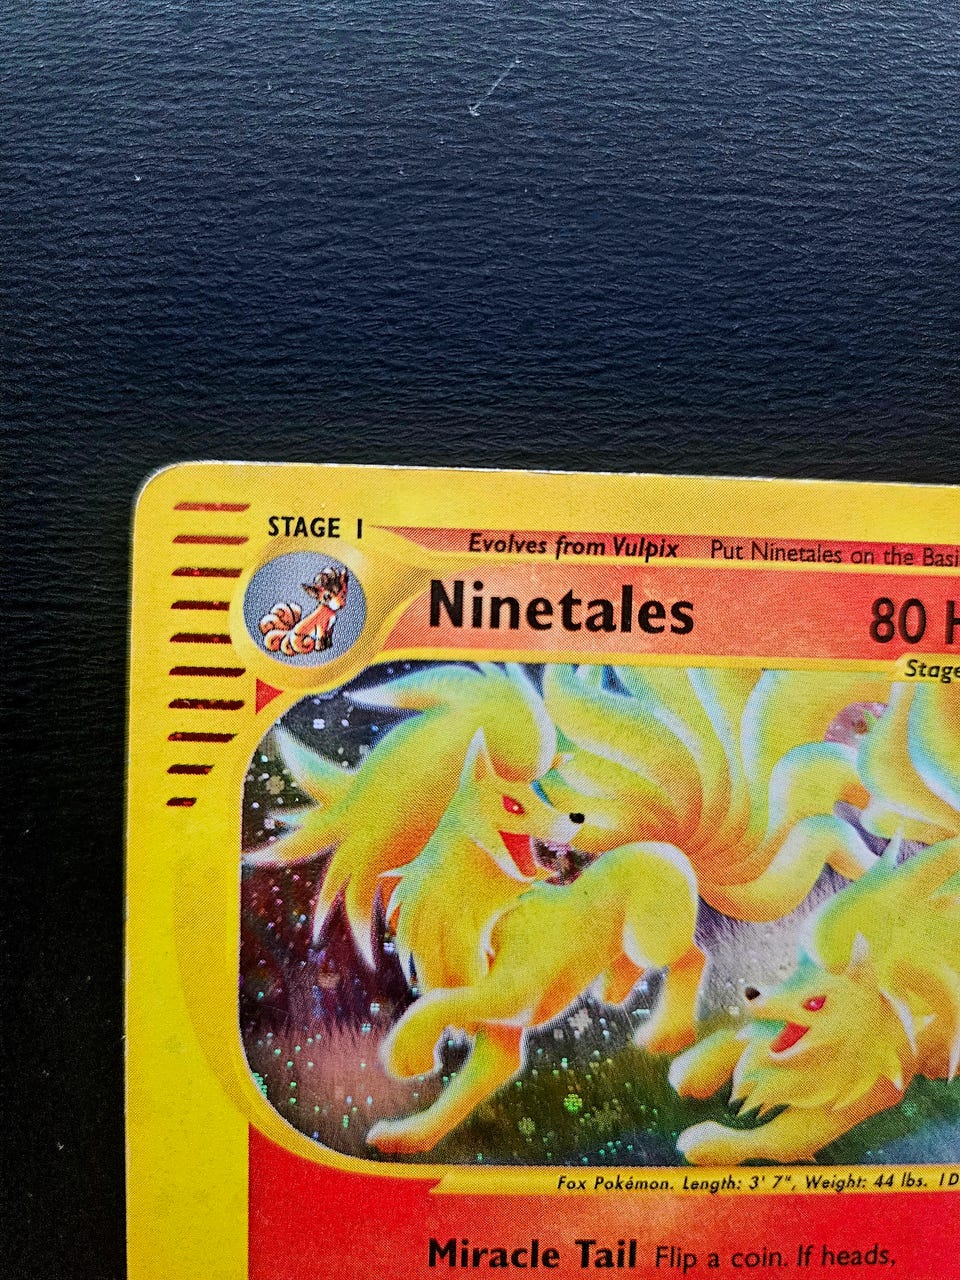 STAGE 1
Evolves from Vulpix Put Ninetales on the Basi
Ninetales 80 H
Stage
Fox Pokémon. Length: 3' 7", Weight: 44 lbs. ID
Miracle Tail Flip a coin. If heads,